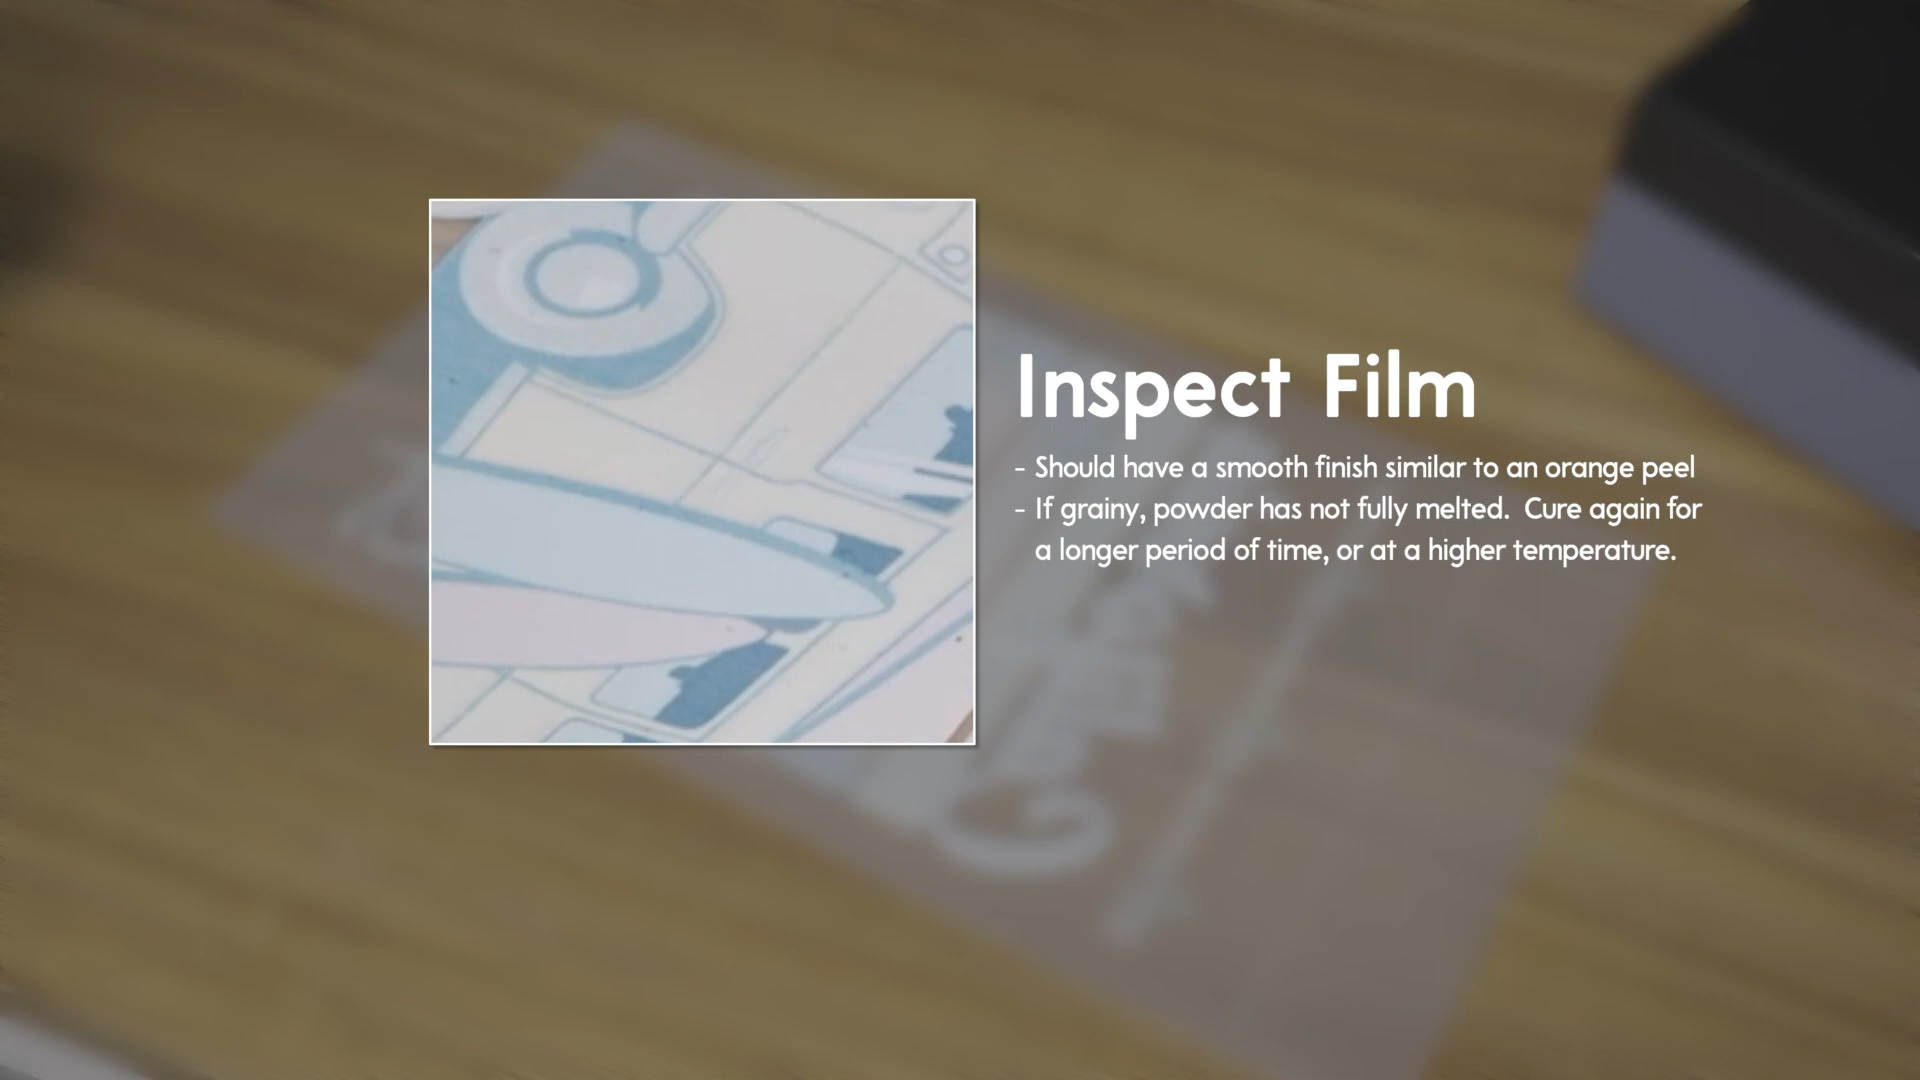 Inspect Film
- Should have a smooth finish similar to an orange peel
- If grainy, powder has not fully melted.  Cure again for
a longer period of time, or at a higher temperature.